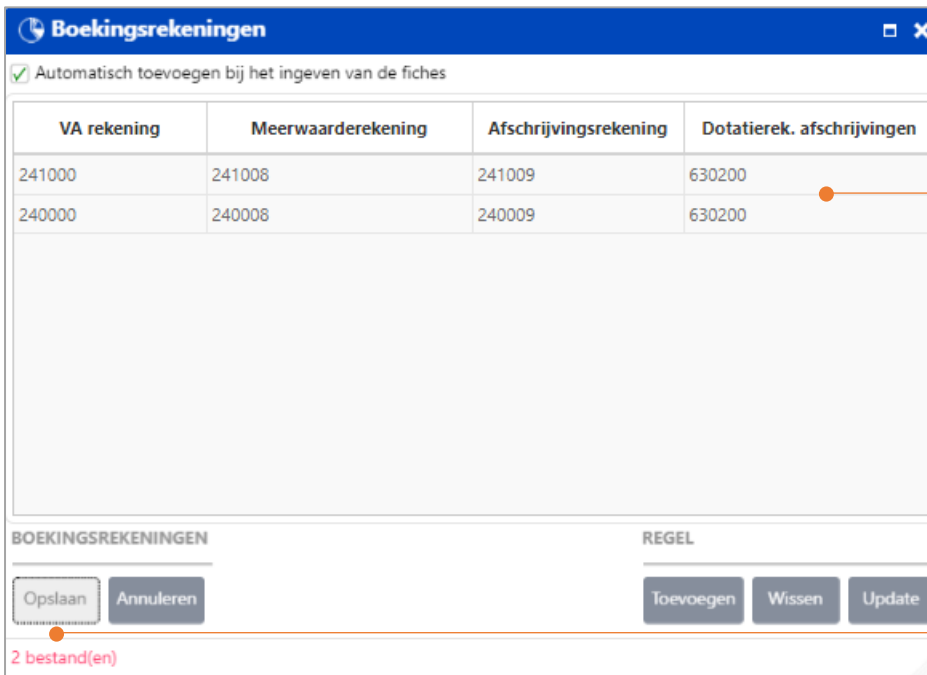 Boekingsrekeningen
Automatisch toevoegen bij het ingeven van de fiches
VA rekening Meerwaarderekening Afschrijvingsrekening Dotatierek. afschrijvingen
241000 241008 241009 630200
240000 240008 240009 630200
BOEKINGSREKENINGEN REGEL
Opslaan Annuleren Toevoegen Wissen Update
2 bestand(en)